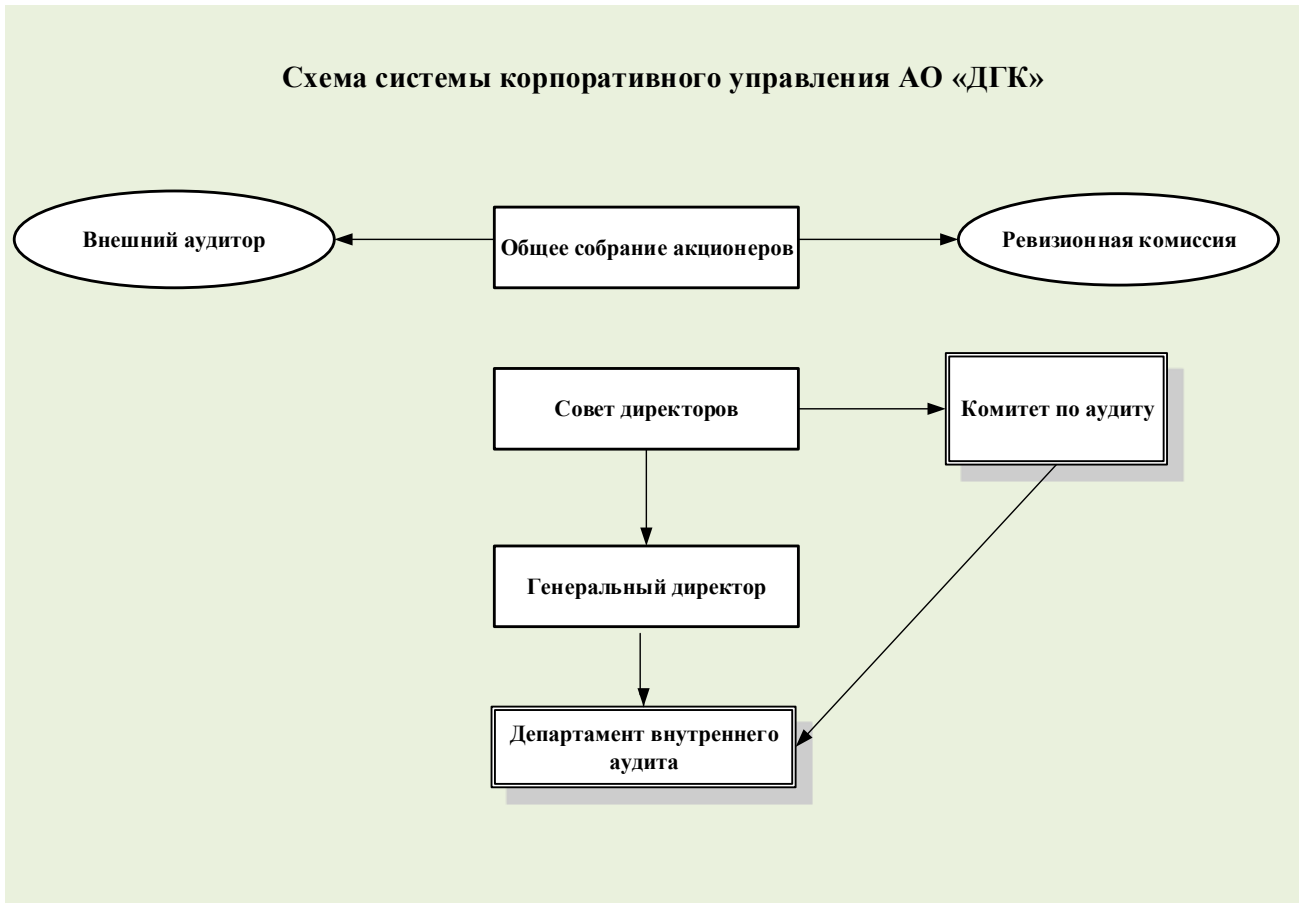 Схема системы корпоративного управления АО «ДГК»
Внешний аудитор
Общее собрание акционеров
Ревизионная комиссия
Совет директоров
Комитет по аудиту
Генеральный директор
Департамент внутреннего
аудита